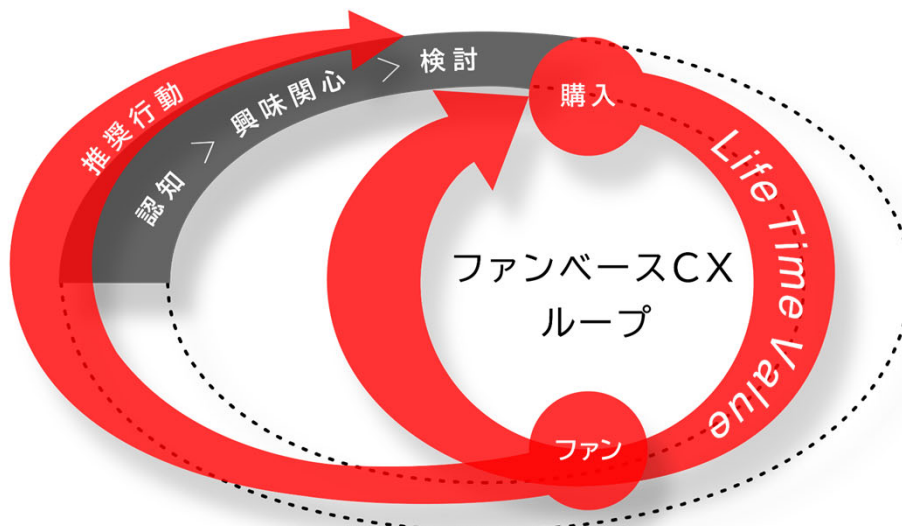 推奨行動
認知 > 興味関心 > 検討
購入
Life Time Value
ファンベースCX
ループ
ファン